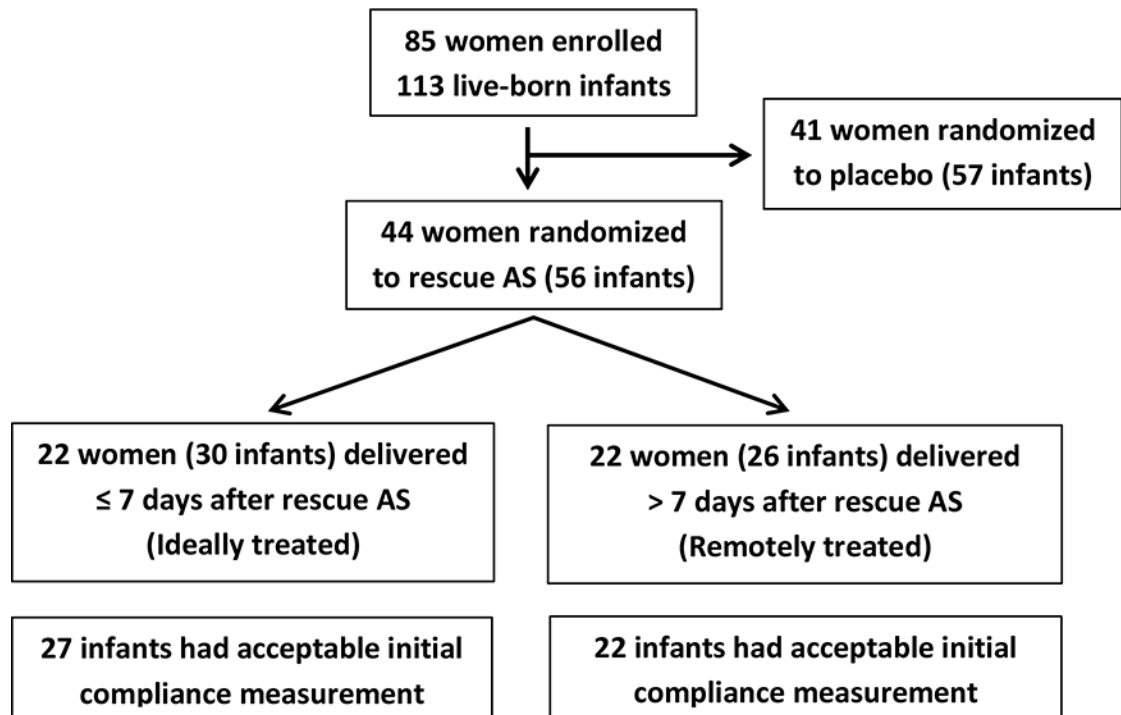 85 women enrolled
113 live-born infants
41 women randomized
to placebo (57 infants)
44 women randomized
to rescue AS (56 infants)
22 women (30 infants) delivered
≤ 7 days after rescue AS
(Ideally treated)
22 women (26 infants) delivered
> 7 days after rescue AS
(Remotely treated)
27 infants had acceptable initial
compliance measurement
22 infants had acceptable initial
compliance measurement